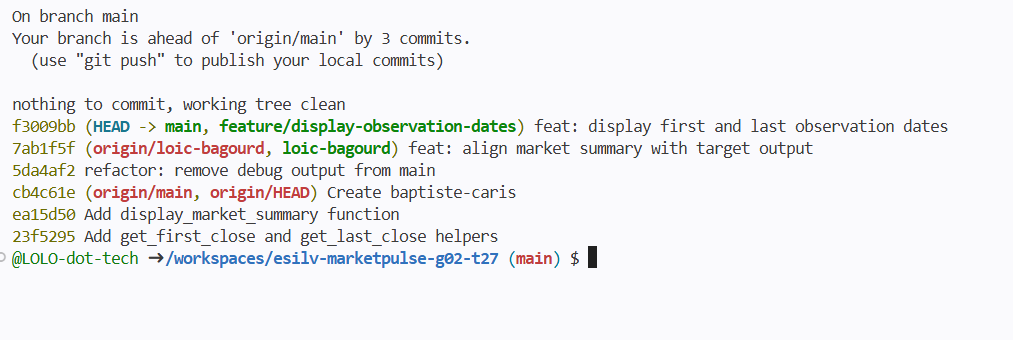 On branch main
Your branch is ahead of 'origin/main' by 3 commits.
  (use "git push" to publish your local commits)

nothing to commit, working tree clean
f3009bb (HEAD -> main, feature/display-observation-dates) feat: display first and last observation dates
7ab1f5f (origin/loic-bagourd, loic-bagourd) feat: align market summary with target output
5da4af2 refactor: remove debug output from main
cb4c61e (origin/main, origin/HEAD) Create baptiste-caris
ea15d50 Add display_market_summary function
23f5295 Add get_first_close and get_last_close helpers
@LOLO-dot-tech ➜/workspaces/esilv-marketpulse-g02-t27 (main) $